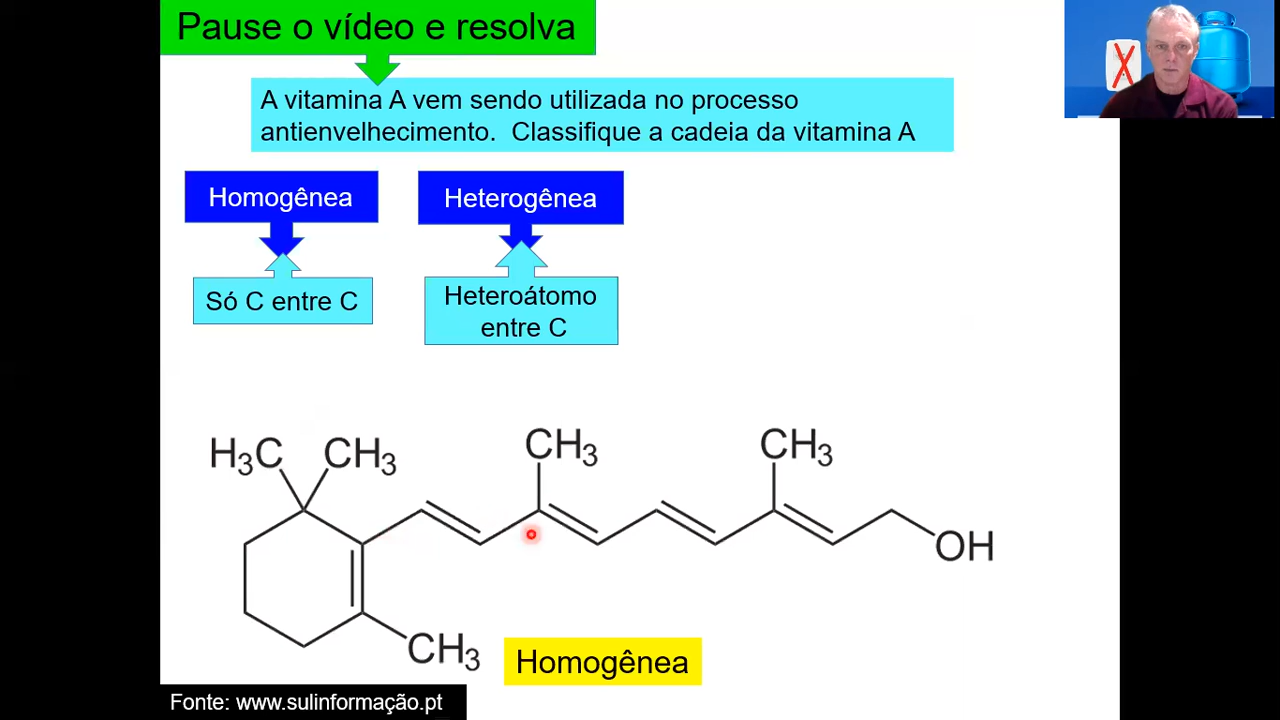 Pause o vídeo e resolva
A vitamina A vem sendo utilizada no processo
antienvelhecimento. Classifique a cadeia da vitamina A
Homogênea
Heterogênea
Só C entre C
Heteroátomo
entre C
H₃C
CH₃
CH₃
CH₃
OH
CH₃
Homogênea
Fonte: www.sulinformação.pt